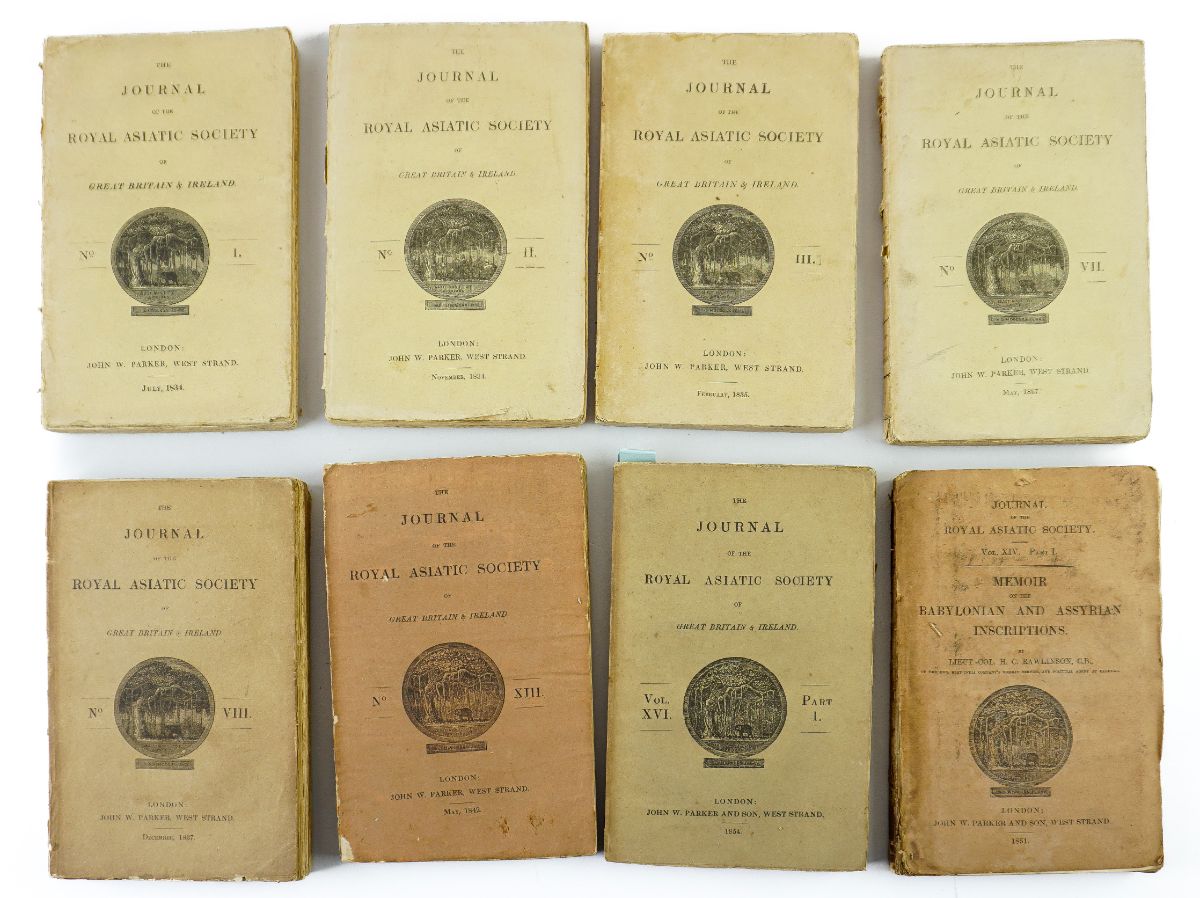 THE
JOURNAL
OF THE
ROYAL ASIATIC SOCIETY
OF
GREAT BRITAIN & IRELAND.
No I.
LONDON:
JOHN W. PARKER, WEST STRAND.
JULY, 1834.
THE
JOURNAL
OF THE
ROYAL ASIATIC SOCIETY
OF
GREAT BRITAIN & IRELAND
No II.
LONDON:
JOHN W. PARKER, WEST STRAND.
NOVEMBER, 1834.
THE
JOURNAL
OF THE
ROYAL ASIATIC SOCIETY
OF
GREAT BRITAIN & IRELAND.
No III.
LONDON:
JOHN W. PARKER, WEST STRAND.
FEBRUARY, 1835.
THE
JOURNAL
OF THE
ROYAL ASIATIC SOCIETY
OF
GREAT BRITAIN & IRELAND.
No VII.
LONDON:
JOHN W. PARKER, WEST STRAND.
MAY, 1837.
THE
JOURNAL
OF THE
ROYAL ASIATIC SOCIETY
OF
GREAT BRITAIN & IRELAND
No VIII.
LONDON:
JOHN W. PARKER, WEST STRAND.
DECEMBER, 1837.
THE
JOURNAL
OF THE
ROYAL ASIATIC SOCIETY
OF
GREAT BRITAIN & IRELAND
No XIII.
LONDON:
JOHN W. PARKER, WEST STRAND.
MAY, 1842.
THE
JOURNAL
OF THE
ROYAL ASIATIC SOCIETY
OF
GREAT BRITAIN & IRELAND.
VOL. PART
XVI. I.
LONDON:
JOHN W. PARKER AND SON, WEST STRAND.
1854.
JOURNAL
OF THE
ROYAL ASIATIC SOCIETY.
VOL. XIV. PART I.
MEMOIR
ON THE
BABYLONIAN AND ASSYRIAN
INSCRIPTIONS.
BY
LIEUT.-COL. H. C. RAWLINSON, C.B.,
LONDON:
JOHN W. PARKER AND SON, WEST STRAND
1851.